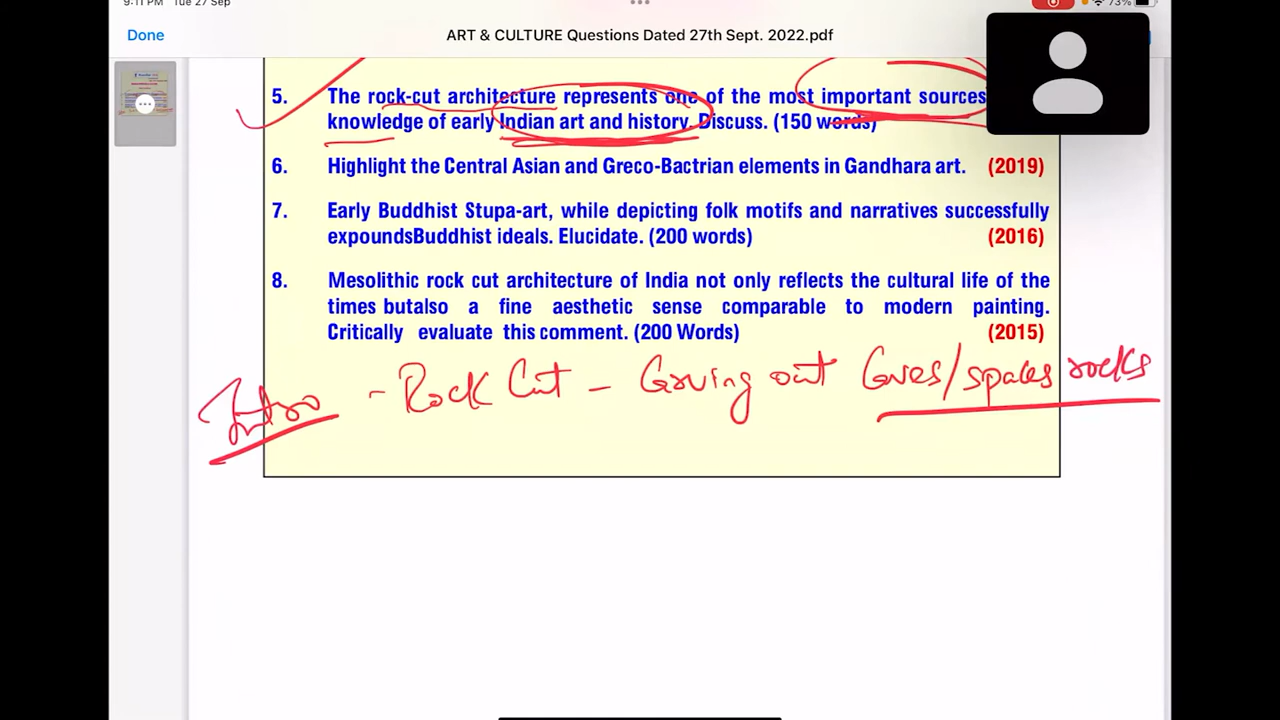 9:11 PM Tue 27 Sep
73%
Done
ART & CULTURE Questions Dated 27th Sept. 2022.pdf
5. The rock-cut architecture represents one of the most important sources
knowledge of early Indian art and history. Discuss. (150 words)
6. Highlight the Central Asian and Greco-Bactrian elements in Gandhara art. (2019)
7. Early Buddhist Stupa-art, while depicting folk motifs and narratives successfully
expoundsBuddhist ideals. Elucidate. (200 words) (2016)
8. Mesolithic rock cut architecture of India not only reflects the cultural life of the
times butalso a fine aesthetic sense comparable to modern painting.
Critically evaluate this comment. (200 Words) (2015)
Intro - Rock Cut - Carving out Caves/spaces rocks